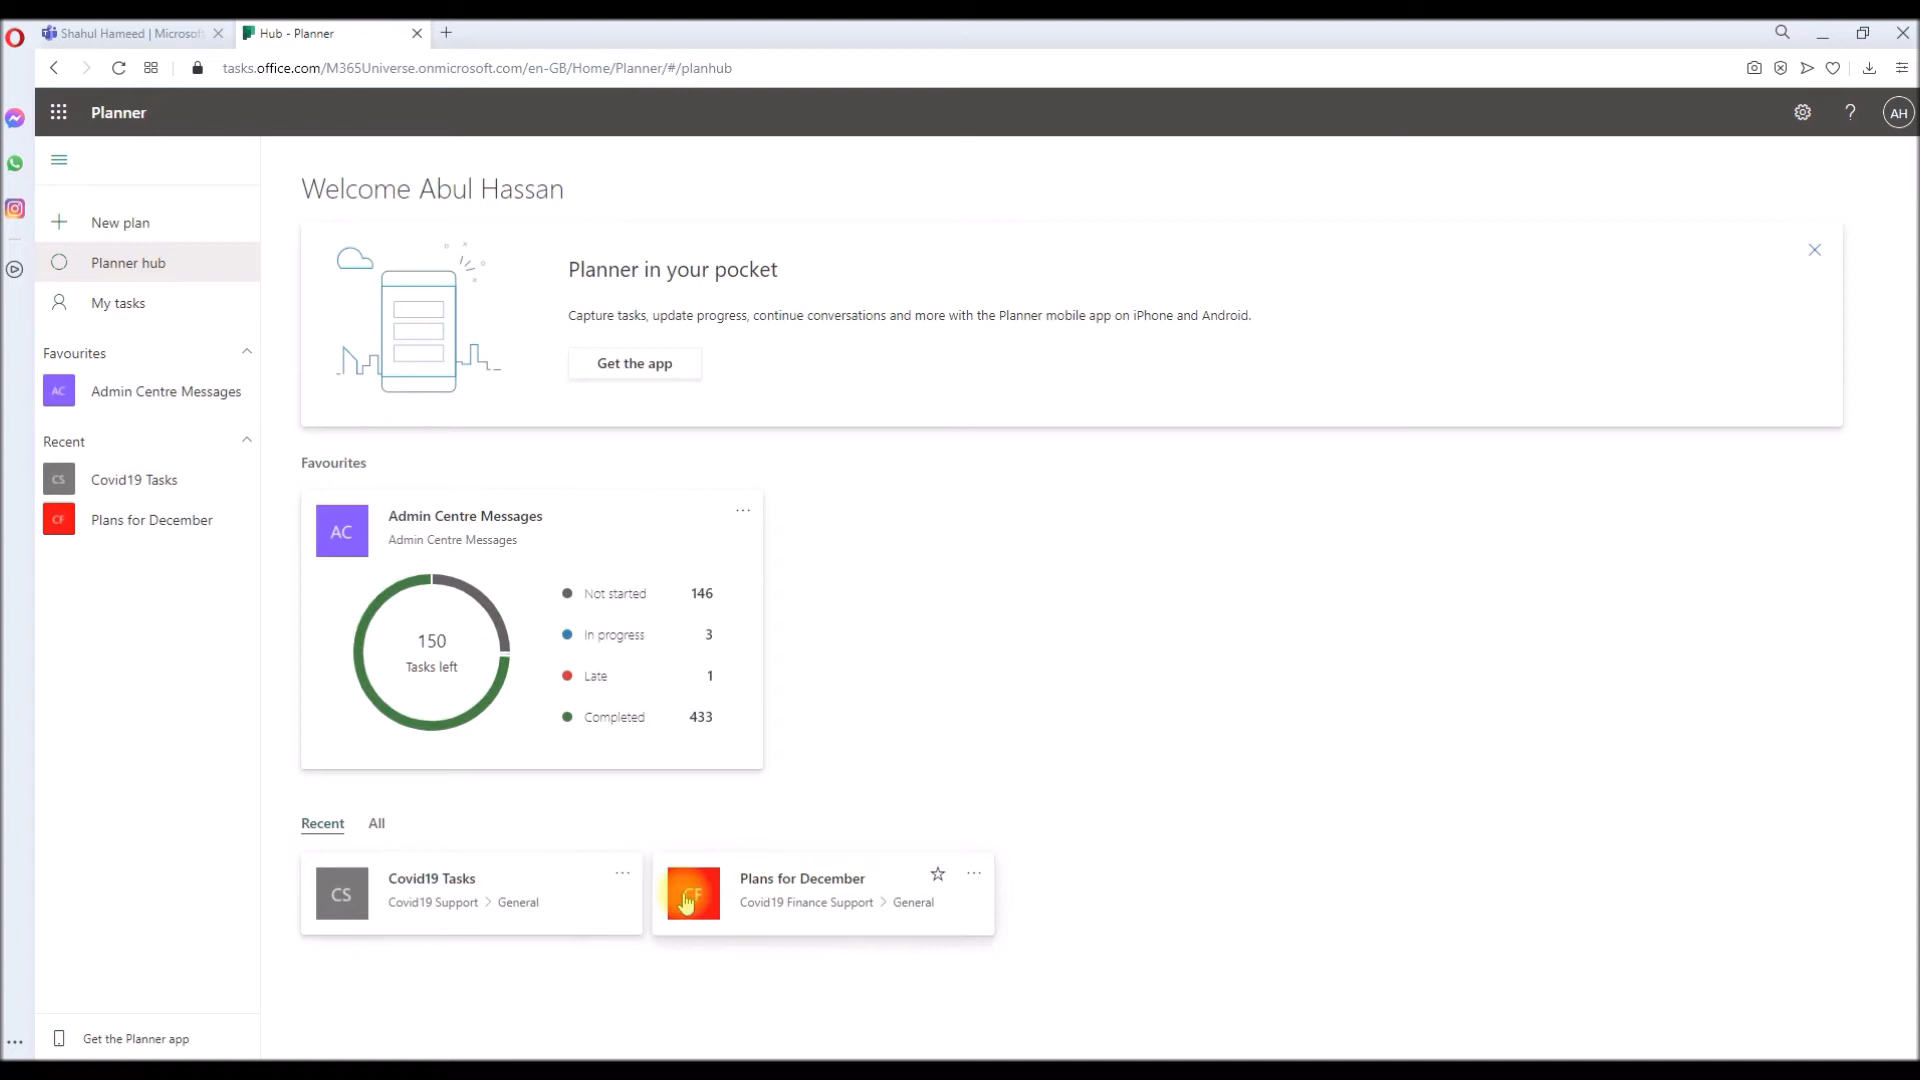 Shahul Hameed | Microsof
Hub - Planner
tasks.office.com/M365Universe.onmicrosoft.com/en-GB/Home/Planner/#/planhub
Planner
AH
Welcome Abul Hassan
New plan
Planner hub
My tasks
Favourites
AC Admin Centre Messages
Recent
CS Covid19 Tasks
CF Plans for December
Get the Planner app
Planner in your pocket
Capture tasks, update progress, continue conversations and more with the Planner mobile app on iPhone and Android.
Get the app
Favourites
AC
Admin Centre Messages
Admin Centre Messages
150
Tasks left
Not started 146
In progress 3
Late 1
Completed 433
Recent All
CS
Covid19 Tasks
Covid19 Support > General
CF
Plans for December
Covid19 Finance Support > General